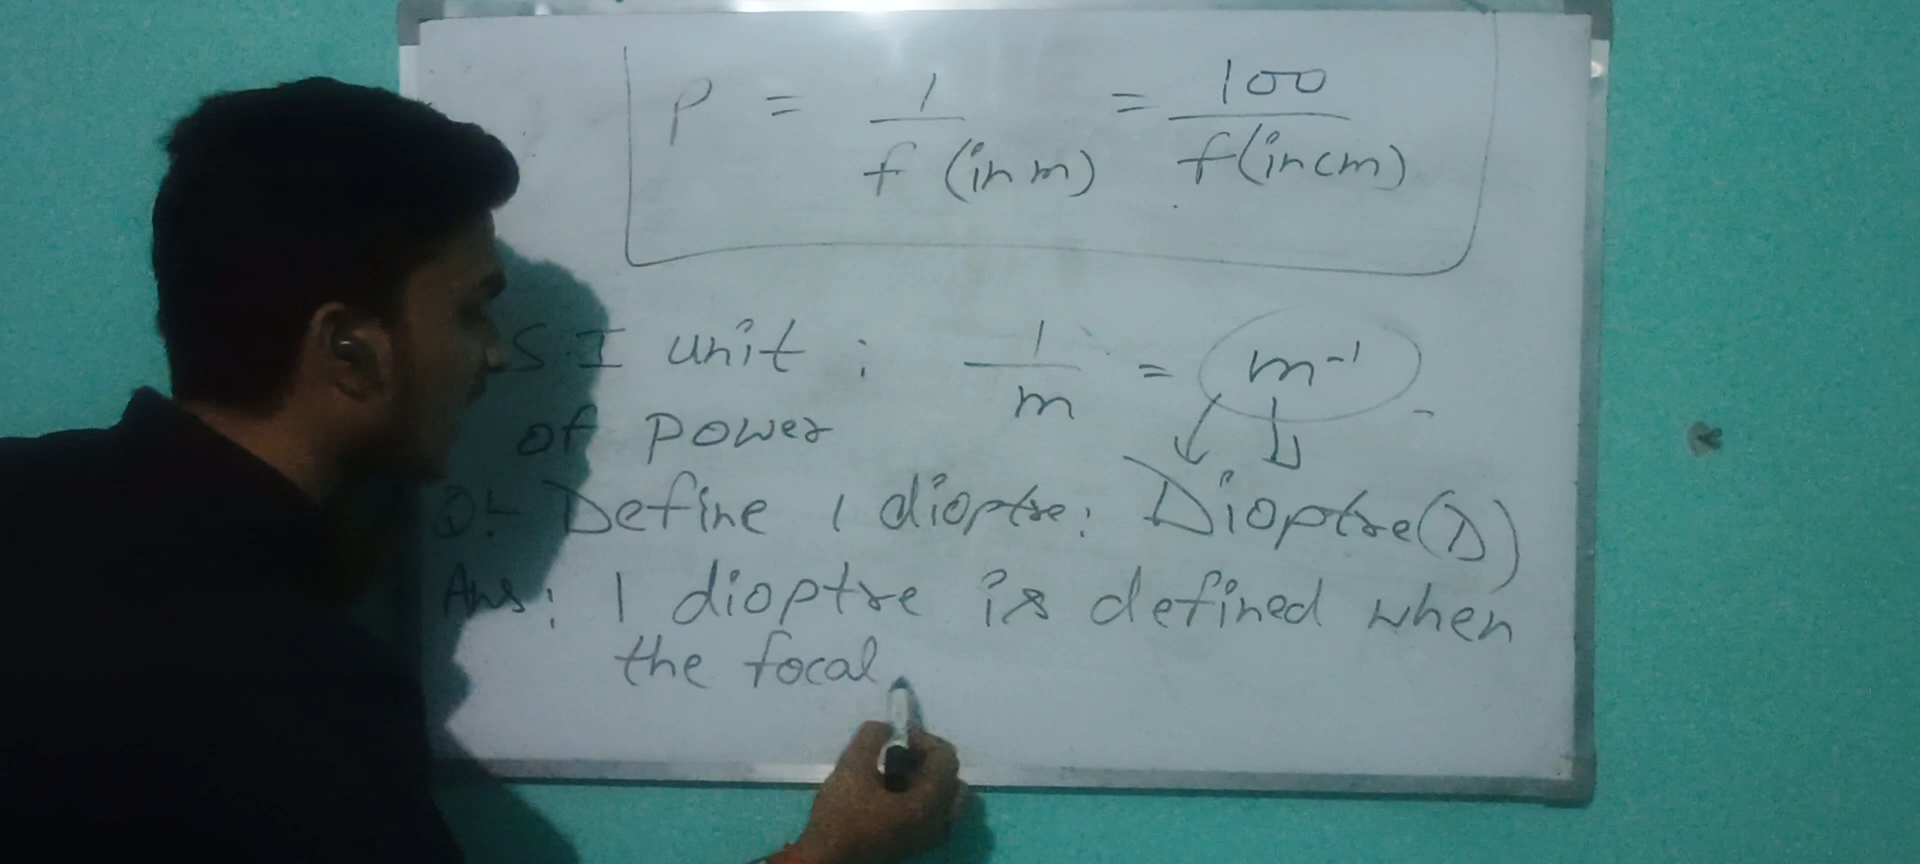 P = 1/f (in m) = 100/f (in cm)
S.I unit : 1/m = m⁻¹
of power
Q:- Define 1 dioptre: Dioptre(D)
Ans: 1 dioptre is defined when
the focal